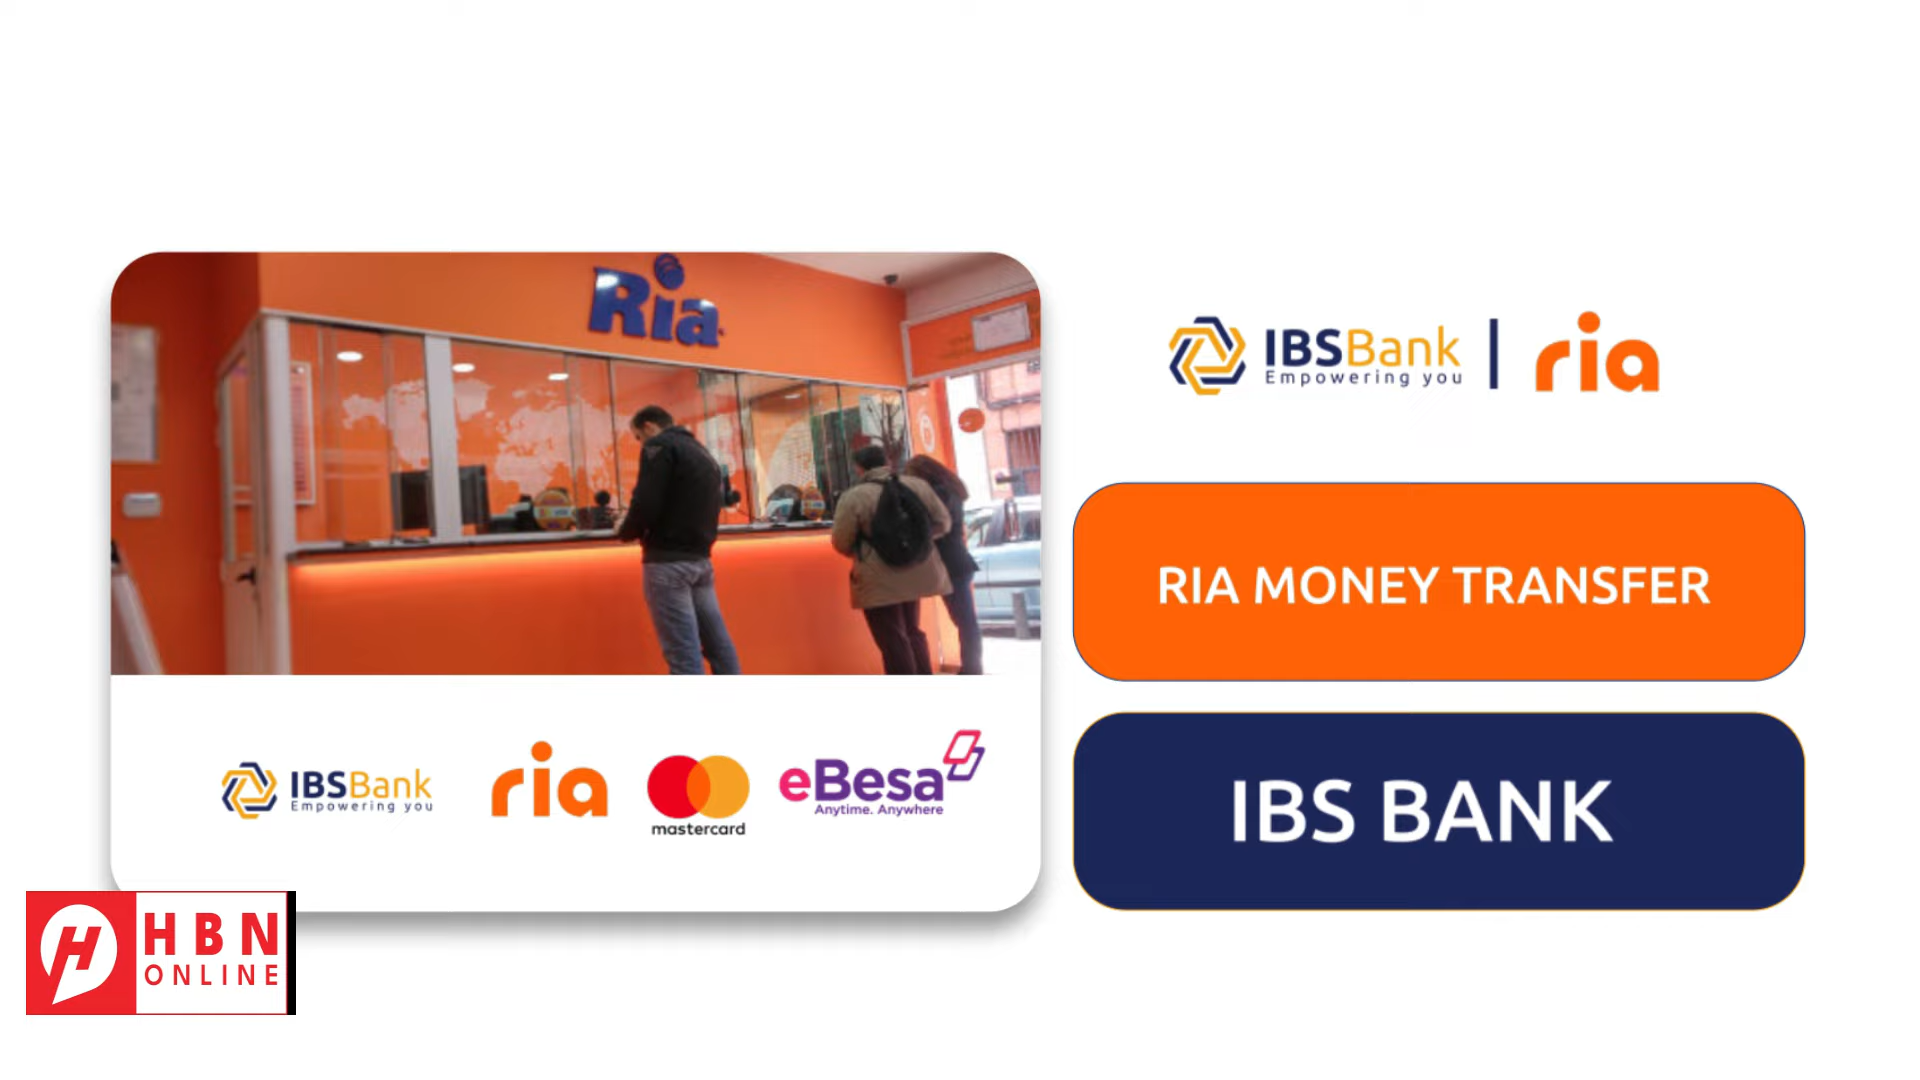 Ria
IBSBank
Empowering you
ria
RIA MONEY TRANSFER
IBS BANK
IBSBank
Empowering you
ria
mastercard
eBesa
Anytime. Anywhere
H HBN
ONLINE